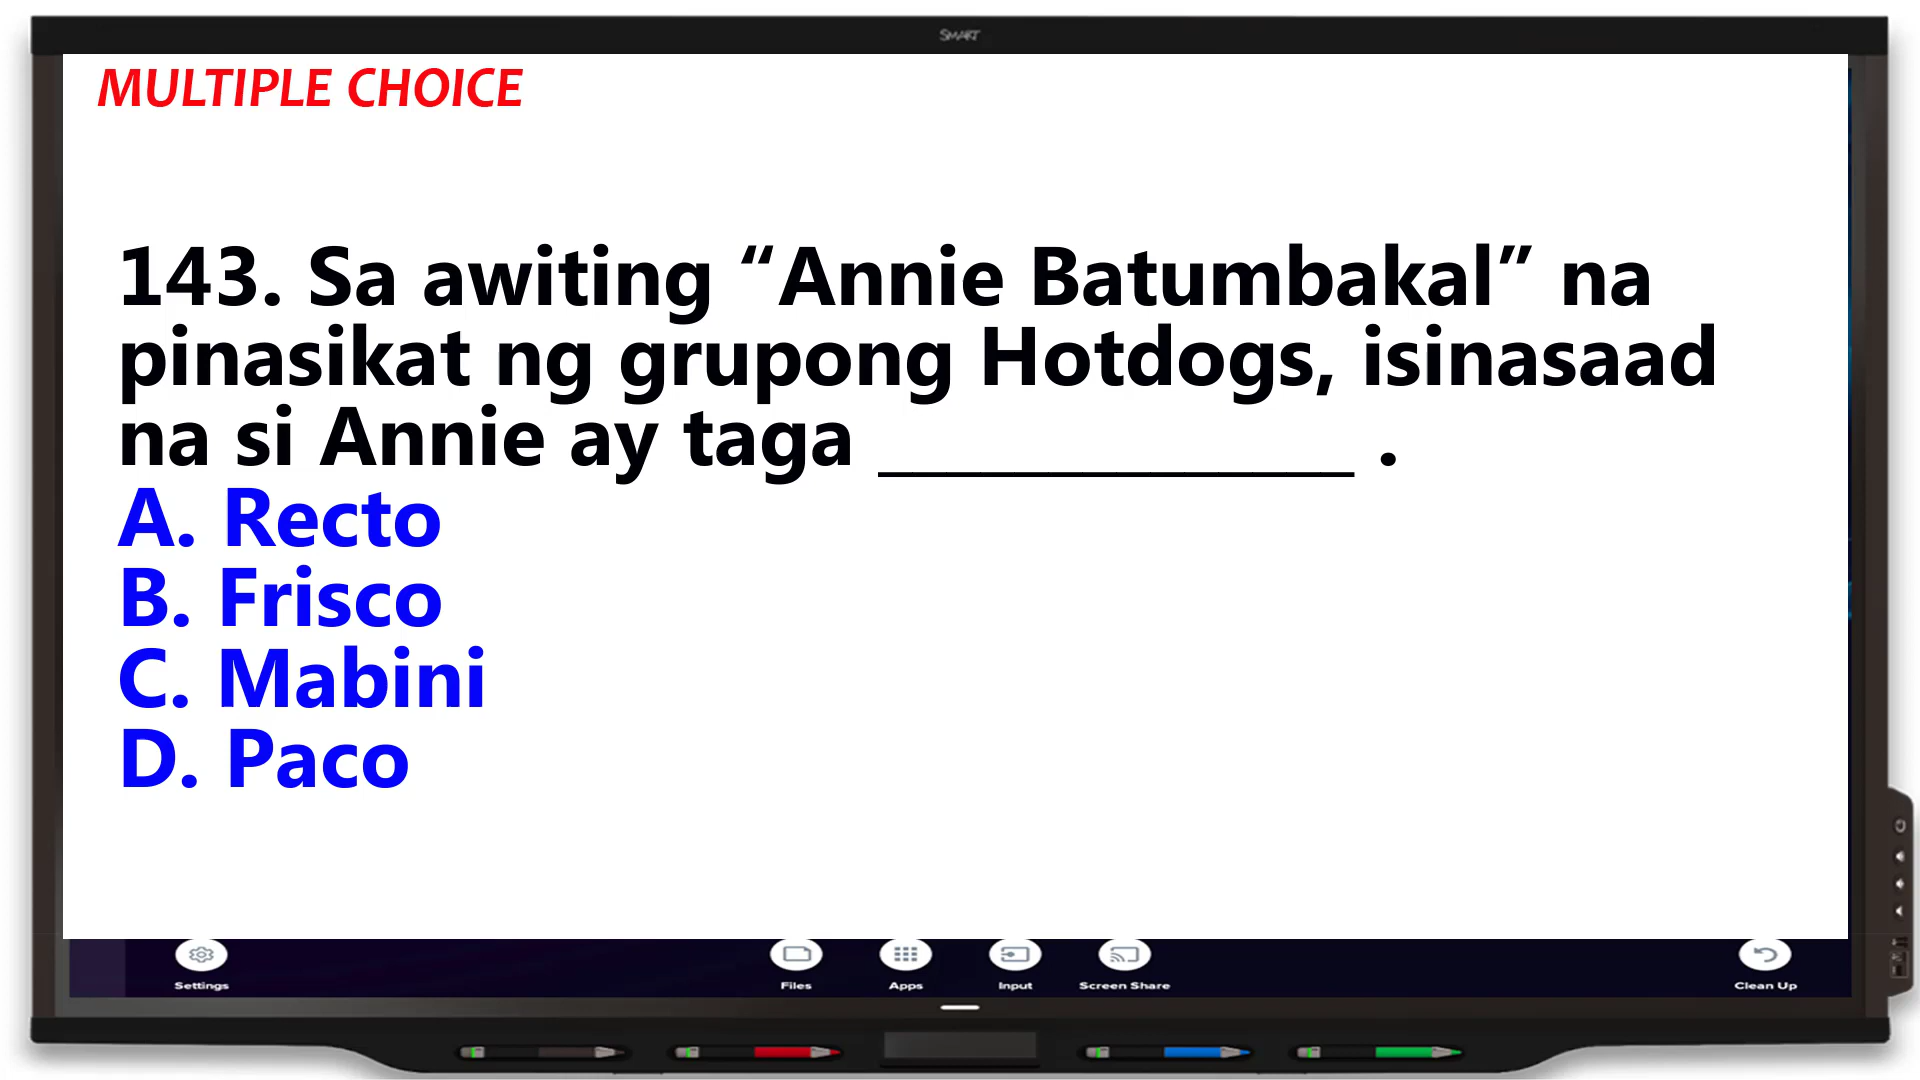 SMART
MULTIPLE CHOICE
143. Sa awiting “Annie Batumbakal” na
pinasikat ng grupong Hotdogs, isinasaad
na si Annie ay taga ______________ .
A. Recto
B. Frisco
C. Mabini
D. Paco
Settings
Files
Apps
Input
Screen Share
Clean Up